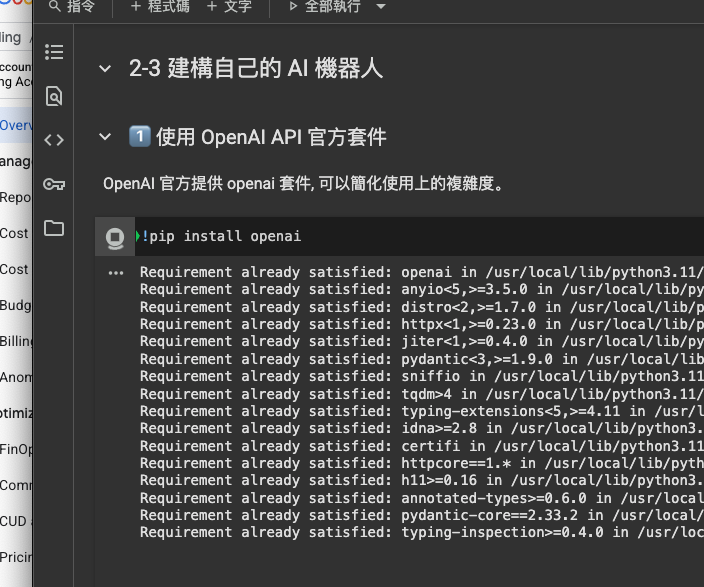 指令
+ 程式碼
+ 文字
全部執行
ling
ccoun
ng Acc
Overv
anag
Repo
Cost
Cost
Budg
Billing
Anom
ptimiz
FinOp
Comm
CUD a
Pricin
2-3 建構自己的 AI 機器人
1 使用 OpenAI API 官方套件
OpenAI 官方提供 openai 套件, 可以簡化使用上的複雜度。
!pip install openai
Requirement already satisfied: openai in /usr/local/lib/python3.11/
Requirement already satisfied: anyio<5,>=3.5.0 in /usr/local/lib/py
Requirement already satisfied: distro<2,>=1.7.0 in /usr/local/lib/p
Requirement already satisfied: httpx<1,>=0.23.0 in /usr/local/lib/p
Requirement already satisfied: jiter<1,>=0.4.0 in /usr/local/lib/py
Requirement already satisfied: pydantic<3,>=1.9.0 in /usr/local/lib
Requirement already satisfied: sniffio in /usr/local/lib/python3.11
Requirement already satisfied: tqdm>4 in /usr/local/lib/python3.11/
Requirement already satisfied: typing-extensions<5,>=4.11 in /usr/l
Requirement already satisfied: idna>=2.8 in /usr/local/lib/python3.
Requirement already satisfied: certifi in /usr/local/lib/python3.11
Requirement already satisfied: httpcore==1.* in /usr/local/lib/pyth
Requirement already satisfied: h11>=0.16 in /usr/local/lib/python3.
Requirement already satisfied: annotated-types>=0.6.0 in /usr/local
Requirement already satisfied: pydantic-core==2.33.2 in /usr/local/
Requirement already satisfied: typing-inspection>=0.4.0 in /usr/loc